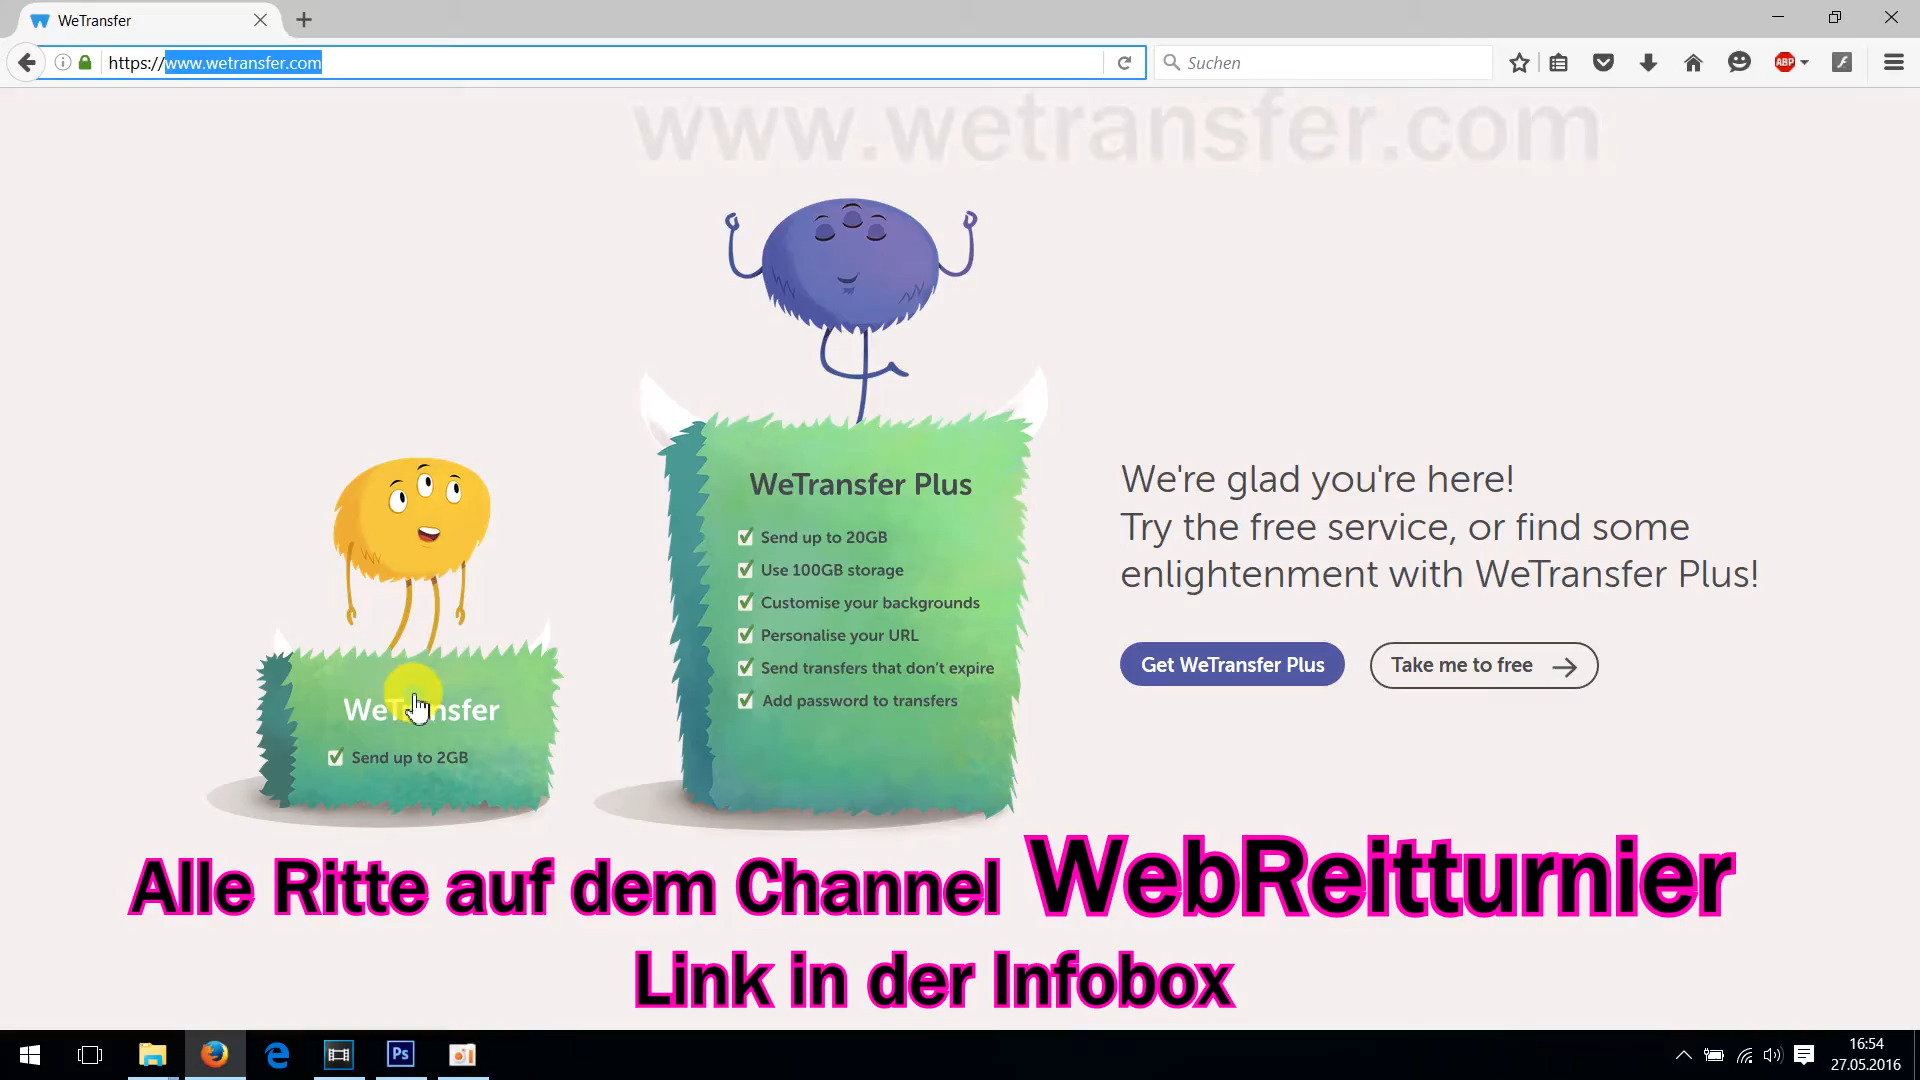 WeTransfer
https://www.wetransfer.com
Suchen
ABP
www.wetransfer.com
WeTransfer Plus
Send up to 20GB
Use 100GB storage
Customise your backgrounds
Personalise your URL
Send transfers that don't expire
Add password to transfers
WeTransfer
Send up to 2GB
We're glad you're here!
Try the free service, or find some
enlightenment with WeTransfer Plus!
Get WeTransfer Plus
Take me to free
Alle Ritte auf dem Channel WebReitturnier
Link in der Infobox
Ps
16:54
27.05.2016